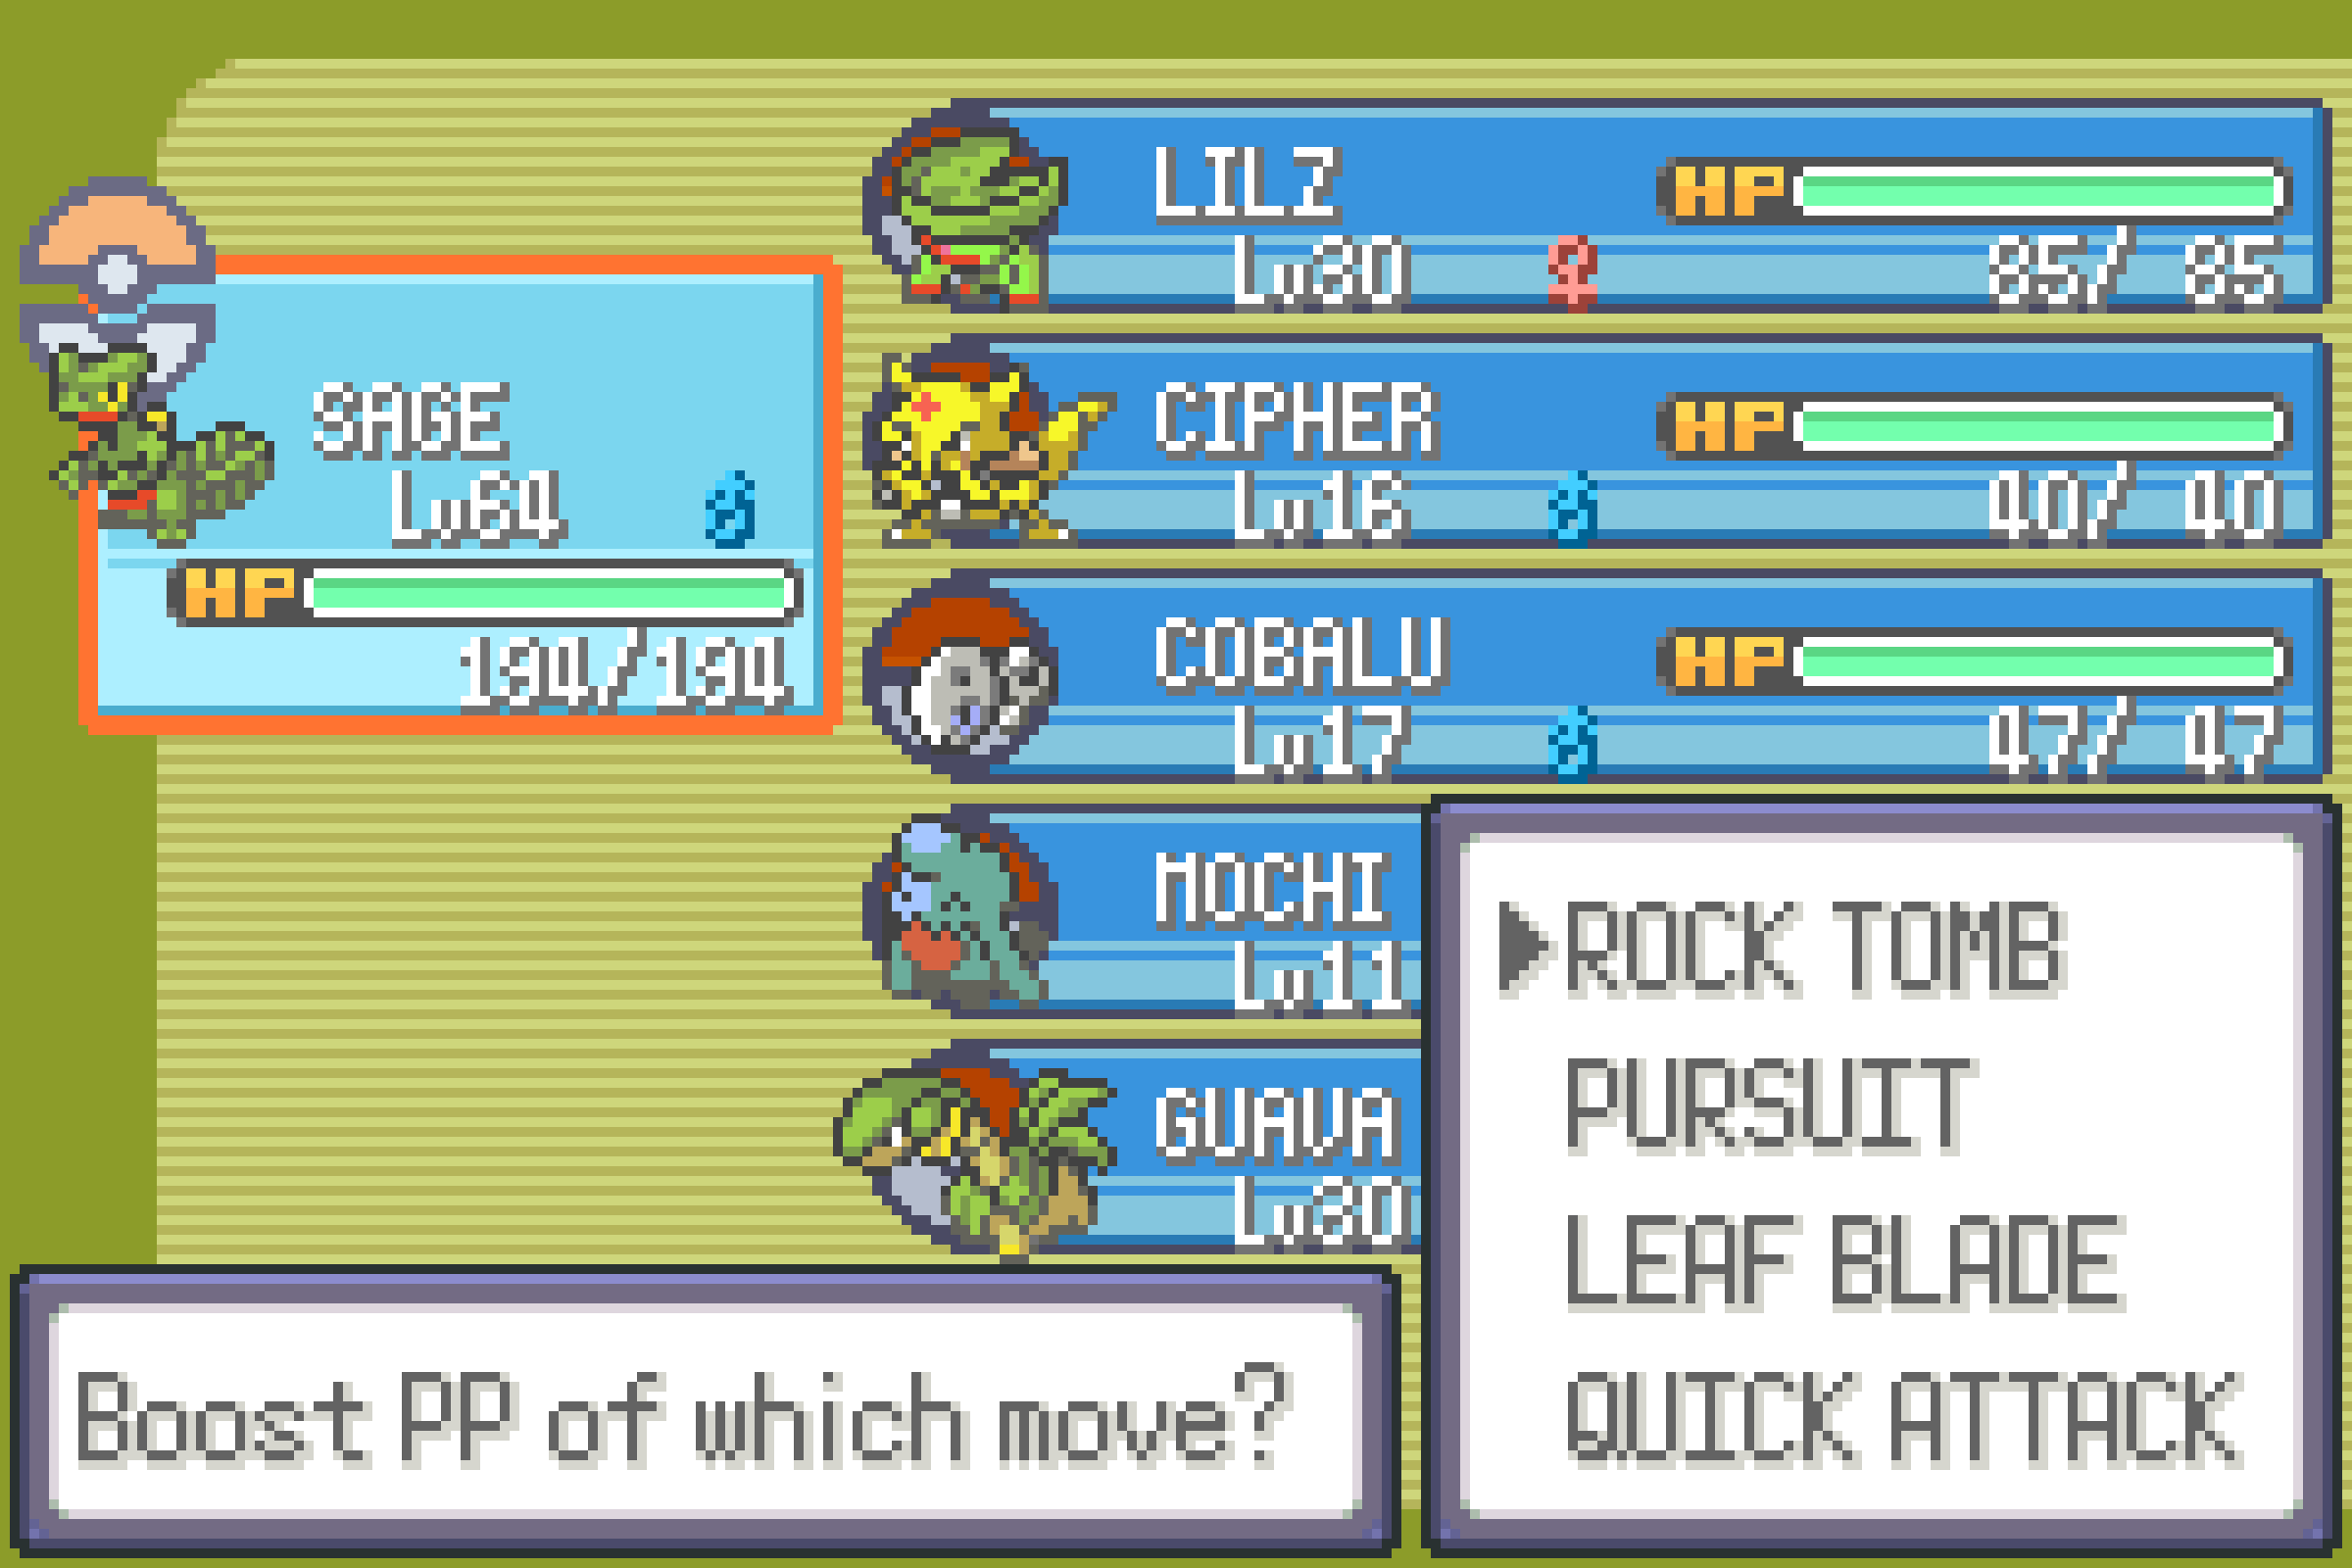 SAGE
Lv64 ♂
HP
194/194
LILZ
HP
Lv30 ♀
85/ 85
CIPHER
HP
Lv16 ♂
40/ 40
COBALU
HP
Lv17 ♂
47/ 47
MOCHI
Lv11
GUAVA
Lv30
ROCK TOMB
PURSUIT
LEAF BLADE
QUICK ATTACK
Boost PP of which move?